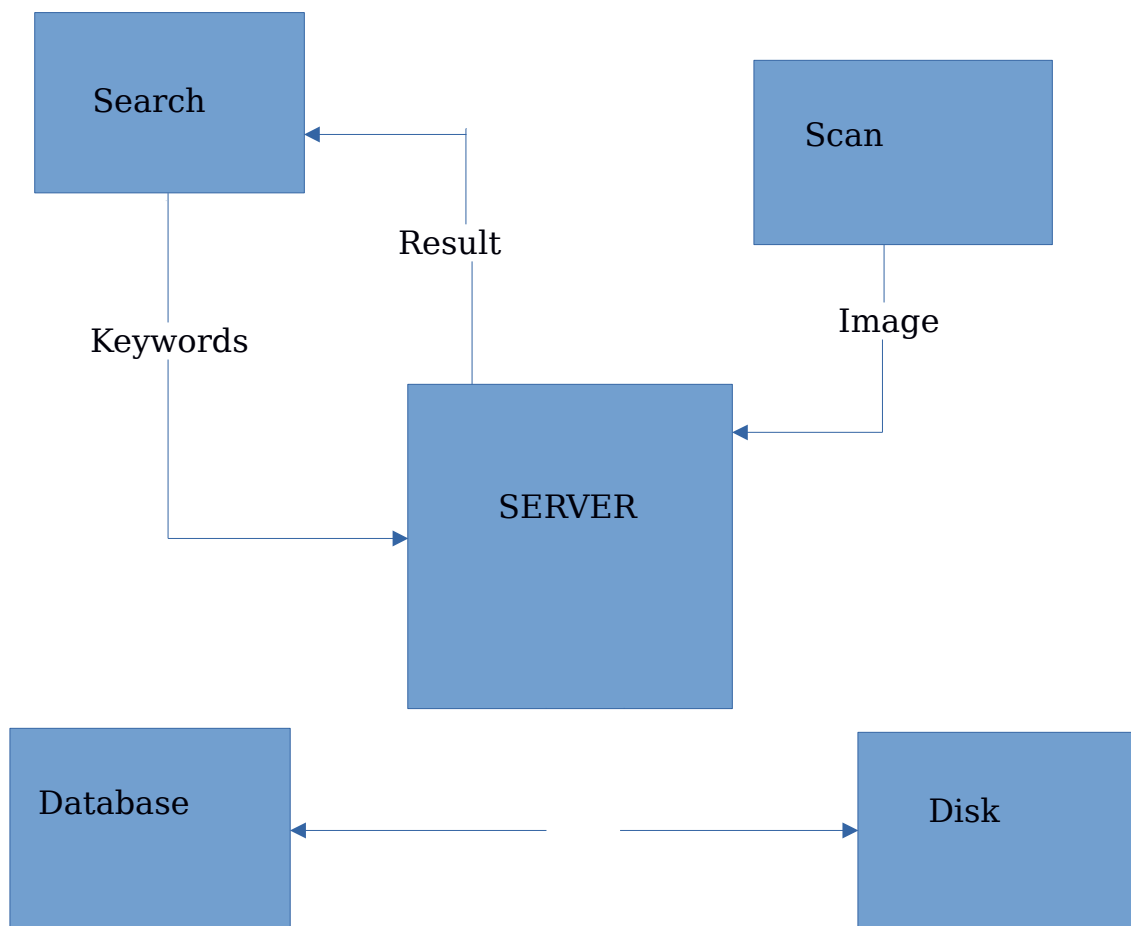 Search
Scan
Result
Image
Keywords
SERVER
Database
Disk